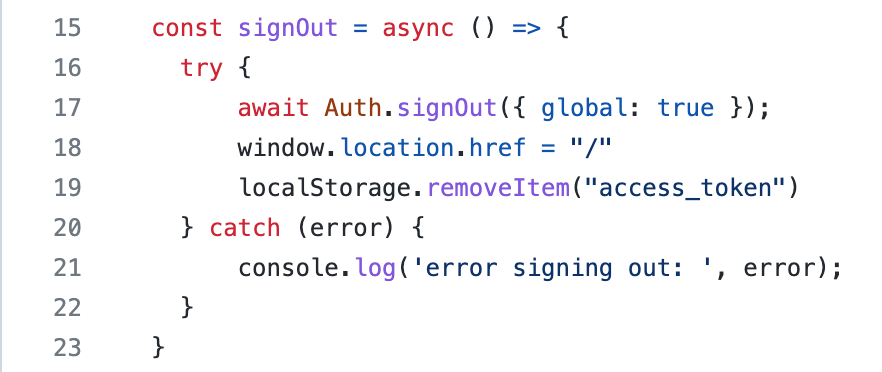 15 const signOut = async () => {
16 try {
17 await Auth.signOut({ global: true });
18 window.location.href = "/"
19 localStorage.removeItem("access_token")
20 } catch (error) {
21 console.log('error signing out: ', error);
22 }
23 }